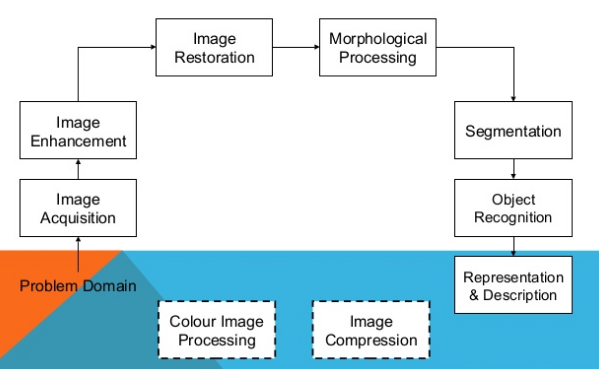 Image
Restoration
Morphological
Processing
Image
Enhancement
Segmentation
Image
Acquisition
Object
Recognition
Problem Domain
Representation
& Description
Colour Image
Processing
Image
Compression